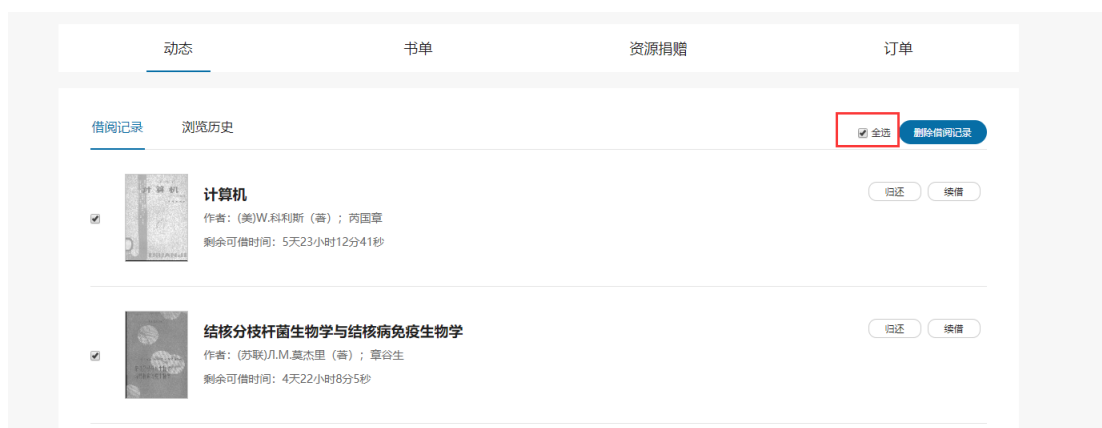 动态 书单 资源捐赠 订单
借阅记录 浏览历史 全选 删除借阅记录
计算机
计算机 归还 续借
作者：(美)W.科利斯（著）；芮国章
剩余可借时间：5天23小时12分41秒
结核分枝杆菌生物学与结核病免疫生物学 归还 续借
作者：(苏联)Л.М.莫杰里（著）；章谷生
剩余可借时间：4天22小时8分5秒